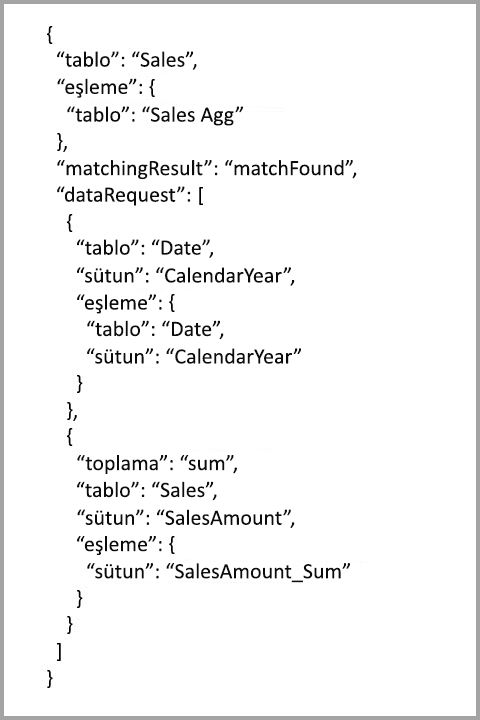 {
“tablo”: “Sales”,
“eşleme”: {
“tablo”: “Sales Agg”
},
“matchingResult”: “matchFound”,
“dataRequest”: [
{
“tablo”: “Date”,
“sütun”: “CalendarYear”,
“eşleme”: {
“tablo”: “Date”,
“sütun”: “CalendarYear”
}
},
{
“toplama”: “sum”,
“tablo”: “Sales”,
“sütun”: “SalesAmount”,
“eşleme”: {
“sütun”: “SalesAmount_Sum”
}
}
]
}